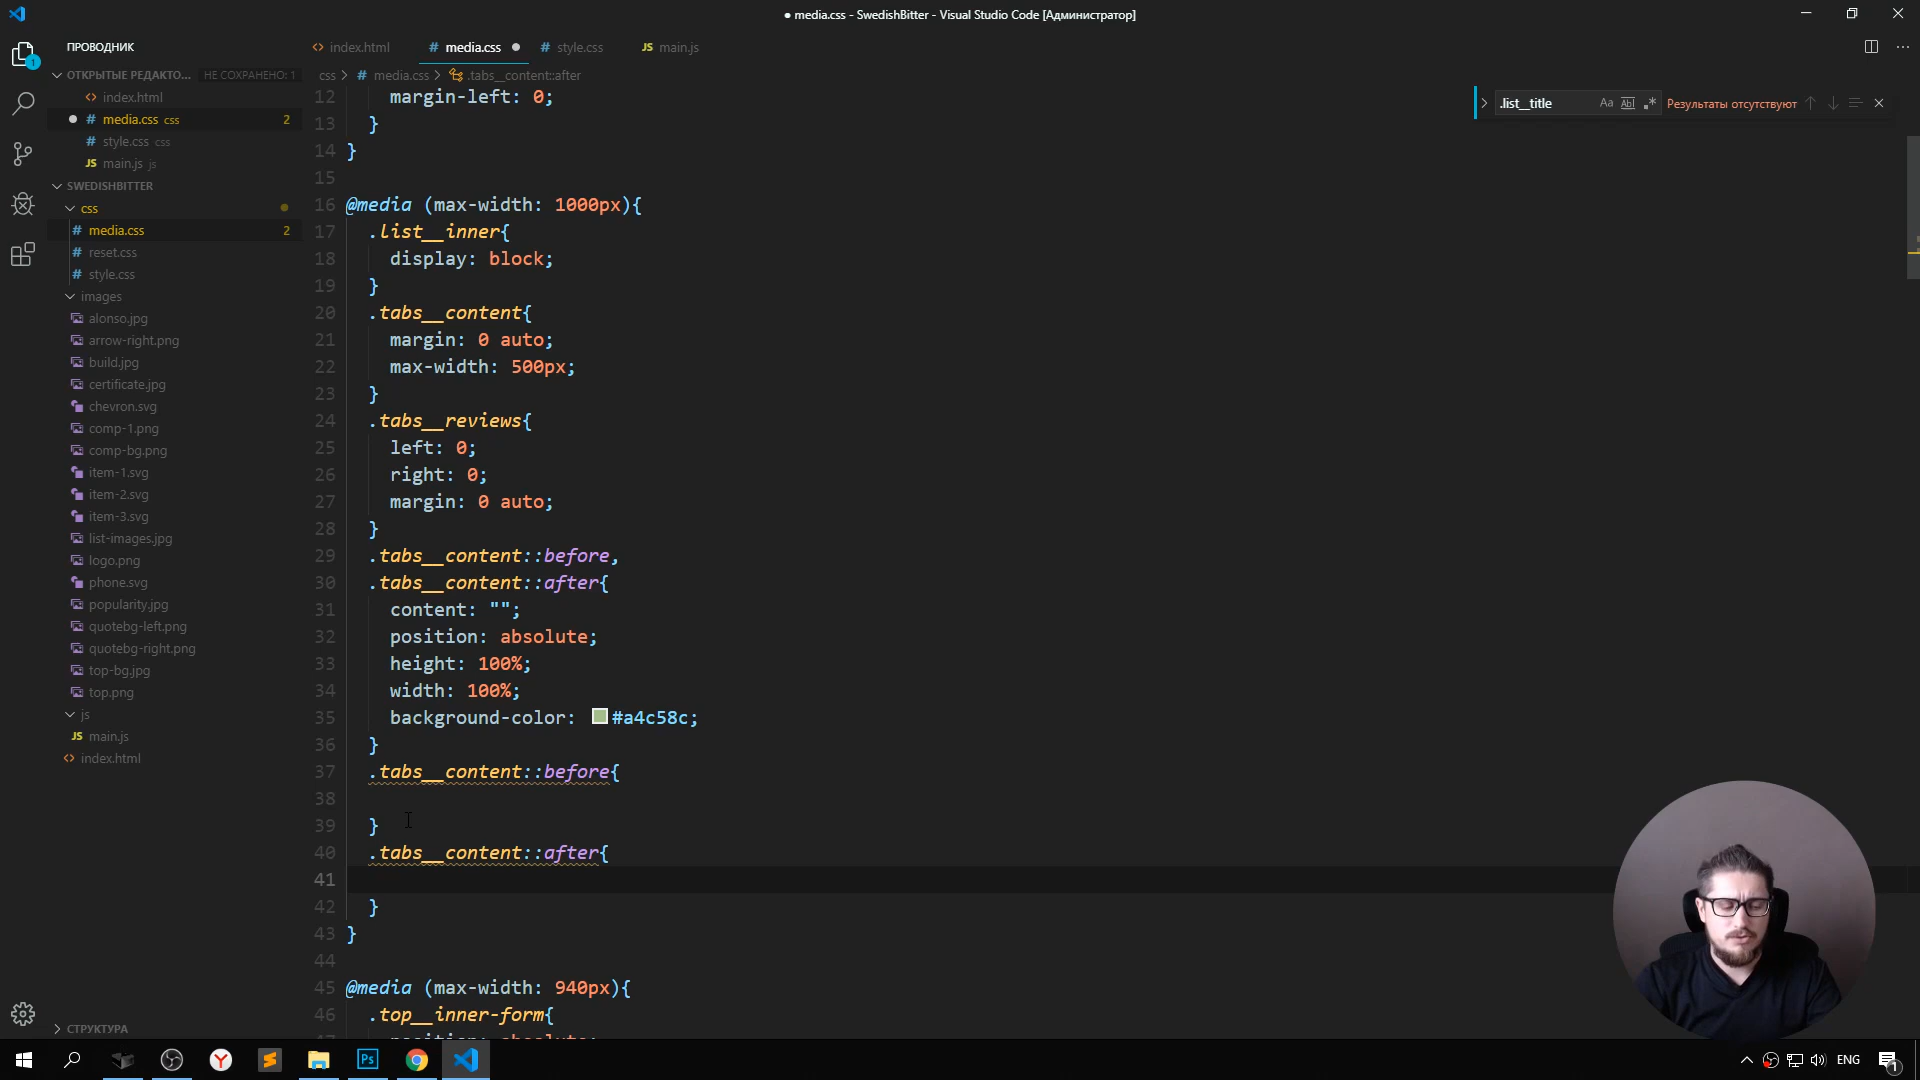 ● media.css - SwedishBitter - Visual Studio Code [Администратор]
ПРОВОДНИК
ОТКРЫТЫЕ РЕДАКТО... НЕ СОХРАНЕНО: 1
index.html
media.css css 2
style.css css
main.js js
SWEDISHBITTER
css
media.css 2
reset.css
style.css
images
alonso.jpg
arrow-right.png
build.jpg
certificate.jpg
chevron.svg
comp-1.png
comp-bg.png
item-1.svg
item-2.svg
item-3.svg
list-images.jpg
logo.png
phone.svg
popularity.jpg
quotebg-left.png
quotebg-right.png
top-bg.jpg
top.png
js
main.js
index.html
СТРУКТУРА
index.html media.css style.css main.js
css > media.css > .tabs__content::after
.list__title Aa Abl .* Результаты отсутствуют
12 margin-left: 0;
13 }
14 }
15
16 @media (max-width: 1000px){
17 .list__inner{
18 display: block;
19 }
20 .tabs__content{
21 margin: 0 auto;
22 max-width: 500px;
23 }
24 .tabs__reviews{
25 left: 0;
26 right: 0;
27 margin: 0 auto;
28 }
29 .tabs__content::before,
30 .tabs__content::after{
31 content: "";
32 position: absolute;
33 height: 100%;
34 width: 100%;
35 background-color: #a4c58c;
36 }
37 .tabs__content::before{
38
39 }
40 .tabs__content::after{
41
42 }
43 }
44
45 @media (max-width: 940px){
46 .top__inner-form{
47 position: absolute;
Ps
ENG
1